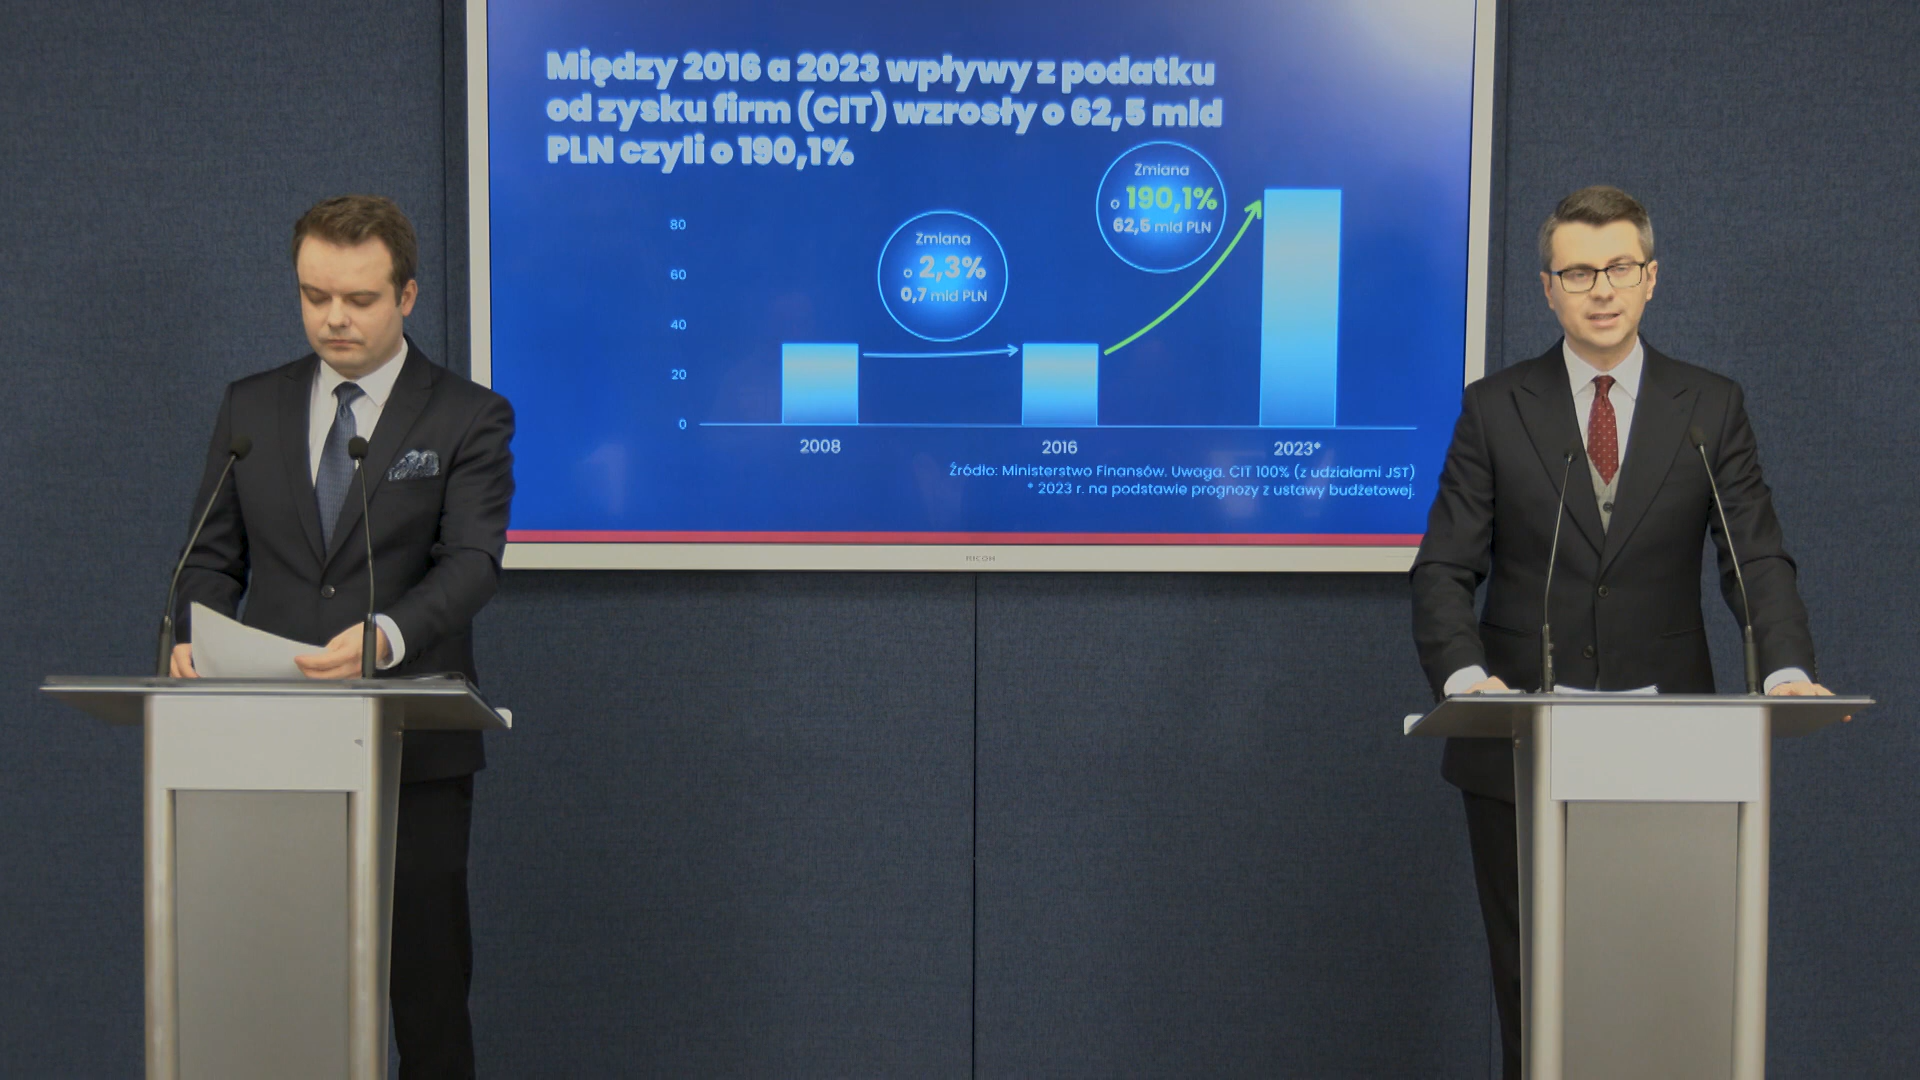 Między 2016 a 2023 wpływy z podatku
od zysku firm (CIT) wzrosły o 62,5 mld
PLN czyli o 190,1%
Zmiana
o 190,1%
62,5 mld PLN
Zmiana
o 2,3%
0,7 mld PLN
80
60
40
20
0
2008
2016
2023*
Źródło: Ministerstwo Finansów. Uwaga. CIT 100% (z udziałami JST)
* 2023 r. na podstawie prognozy z ustawy budżetowej.
RICOH